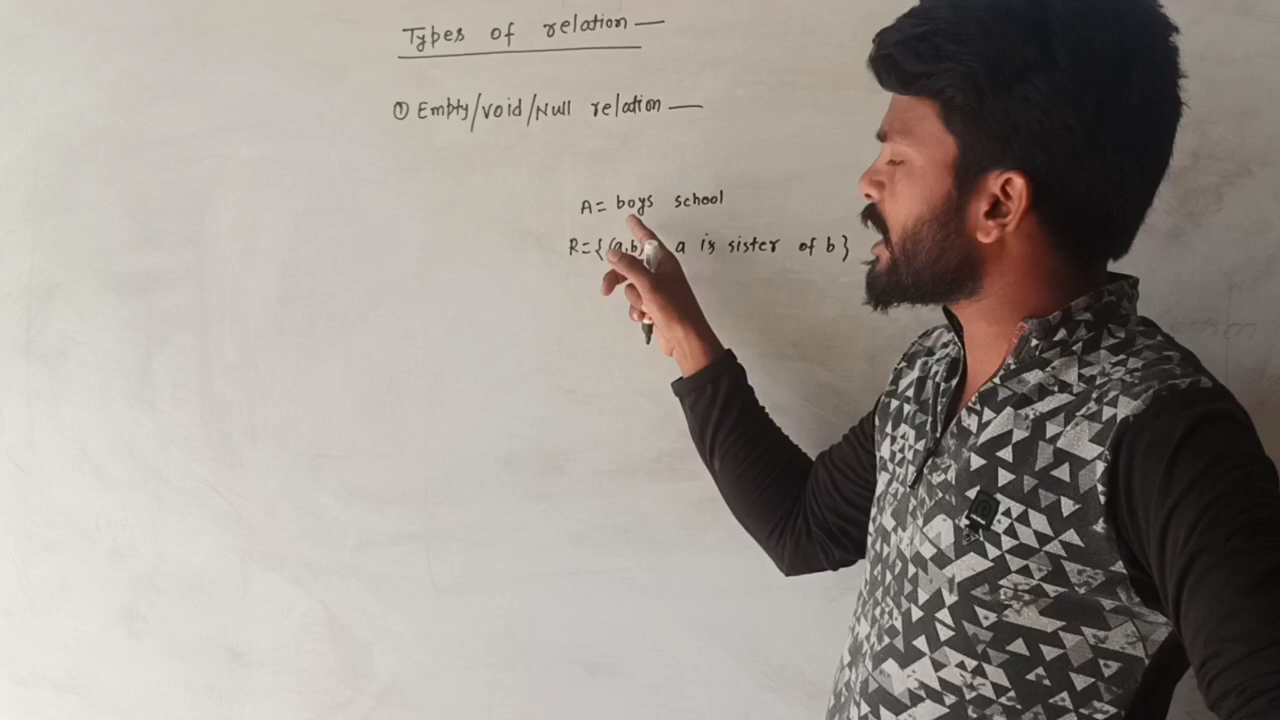 Types of relation —
① Empty/void/Null relation —
A = boys school
R = {(a,b) a is sister of b}